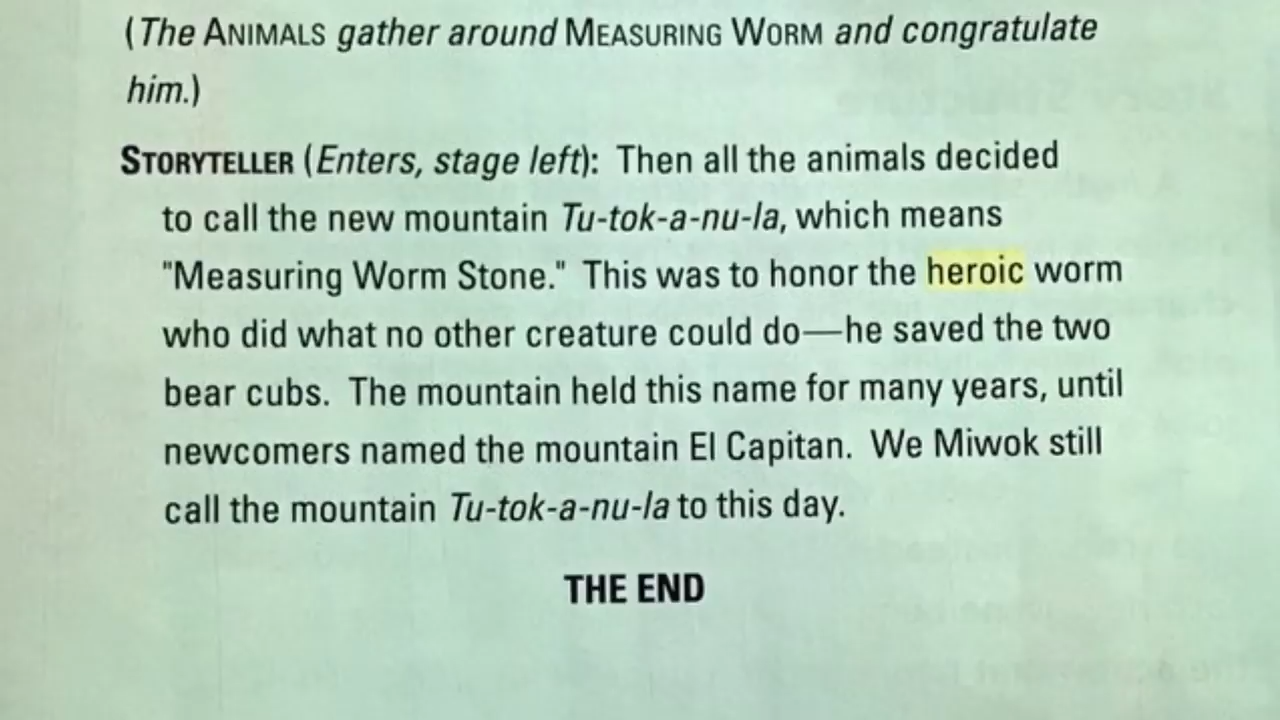 (The ANIMALS gather around MEASURING WORM and congratulate
him.)
STORYTELLER (Enters, stage left): Then all the animals decided
to call the new mountain Tu-tok-a-nu-la, which means
"Measuring Worm Stone." This was to honor the heroic worm
who did what no other creature could do—he saved the two
bear cubs. The mountain held this name for many years, until
newcomers named the mountain El Capitan. We Miwok still
call the mountain Tu-tok-a-nu-la to this day.
THE END